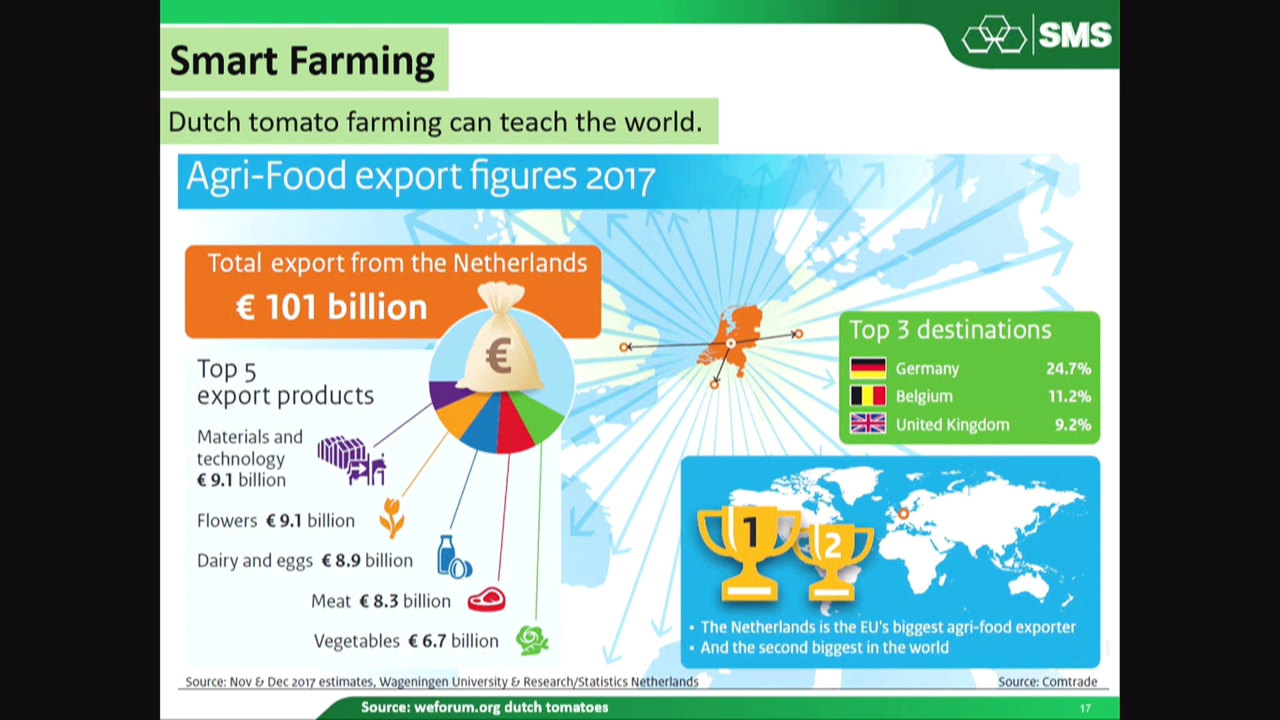 SMS
Smart Farming
Dutch tomato farming can teach the world.
Agri-Food export figures 2017
Total export from the Netherlands
€ 101 billion
€
Top 5
export products
Materials and
technology
€ 9.1 billion
Flowers € 9.1 billion
Dairy and eggs € 8.9 billion
Meat € 8.3 billion
Vegetables € 6.7 billion
Top 3 destinations
Germany 24.7%
Belgium 11.2%
United Kingdom 9.2%
1
2
• The Netherlands is the EU's biggest agri-food exporter
• And the second biggest in the world
Source: Nov & Dec 2017 estimates, Wageningen University & Research/Statistics Netherlands
Source: Comtrade
Source: weforum.org dutch tomatoes
17